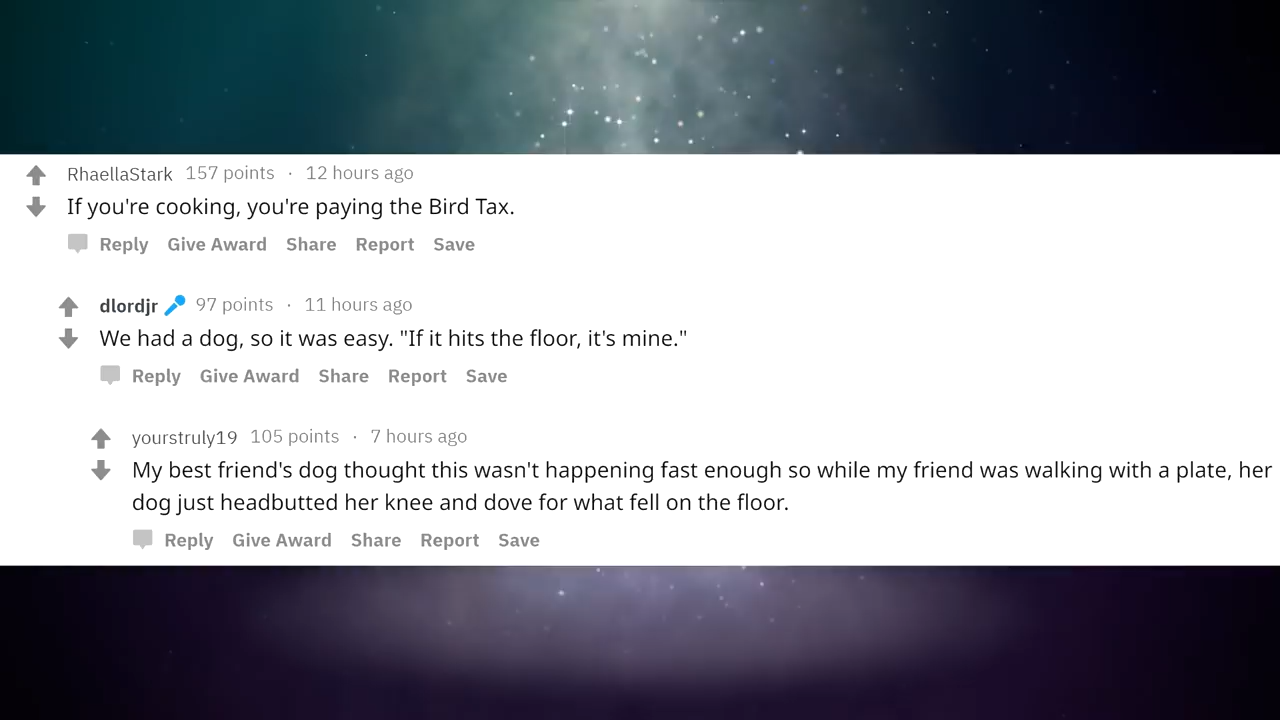 RhaellaStark 157 points · 12 hours ago
If you're cooking, you're paying the Bird Tax.
Reply Give Award Share Report Save
dlordjr 97 points · 11 hours ago
We had a dog, so it was easy. "If it hits the floor, it's mine."
Reply Give Award Share Report Save
yourstruly19 105 points · 7 hours ago
My best friend's dog thought this wasn't happening fast enough so while my friend was walking with a plate, her
dog just headbutted her knee and dove for what fell on the floor.
Reply Give Award Share Report Save